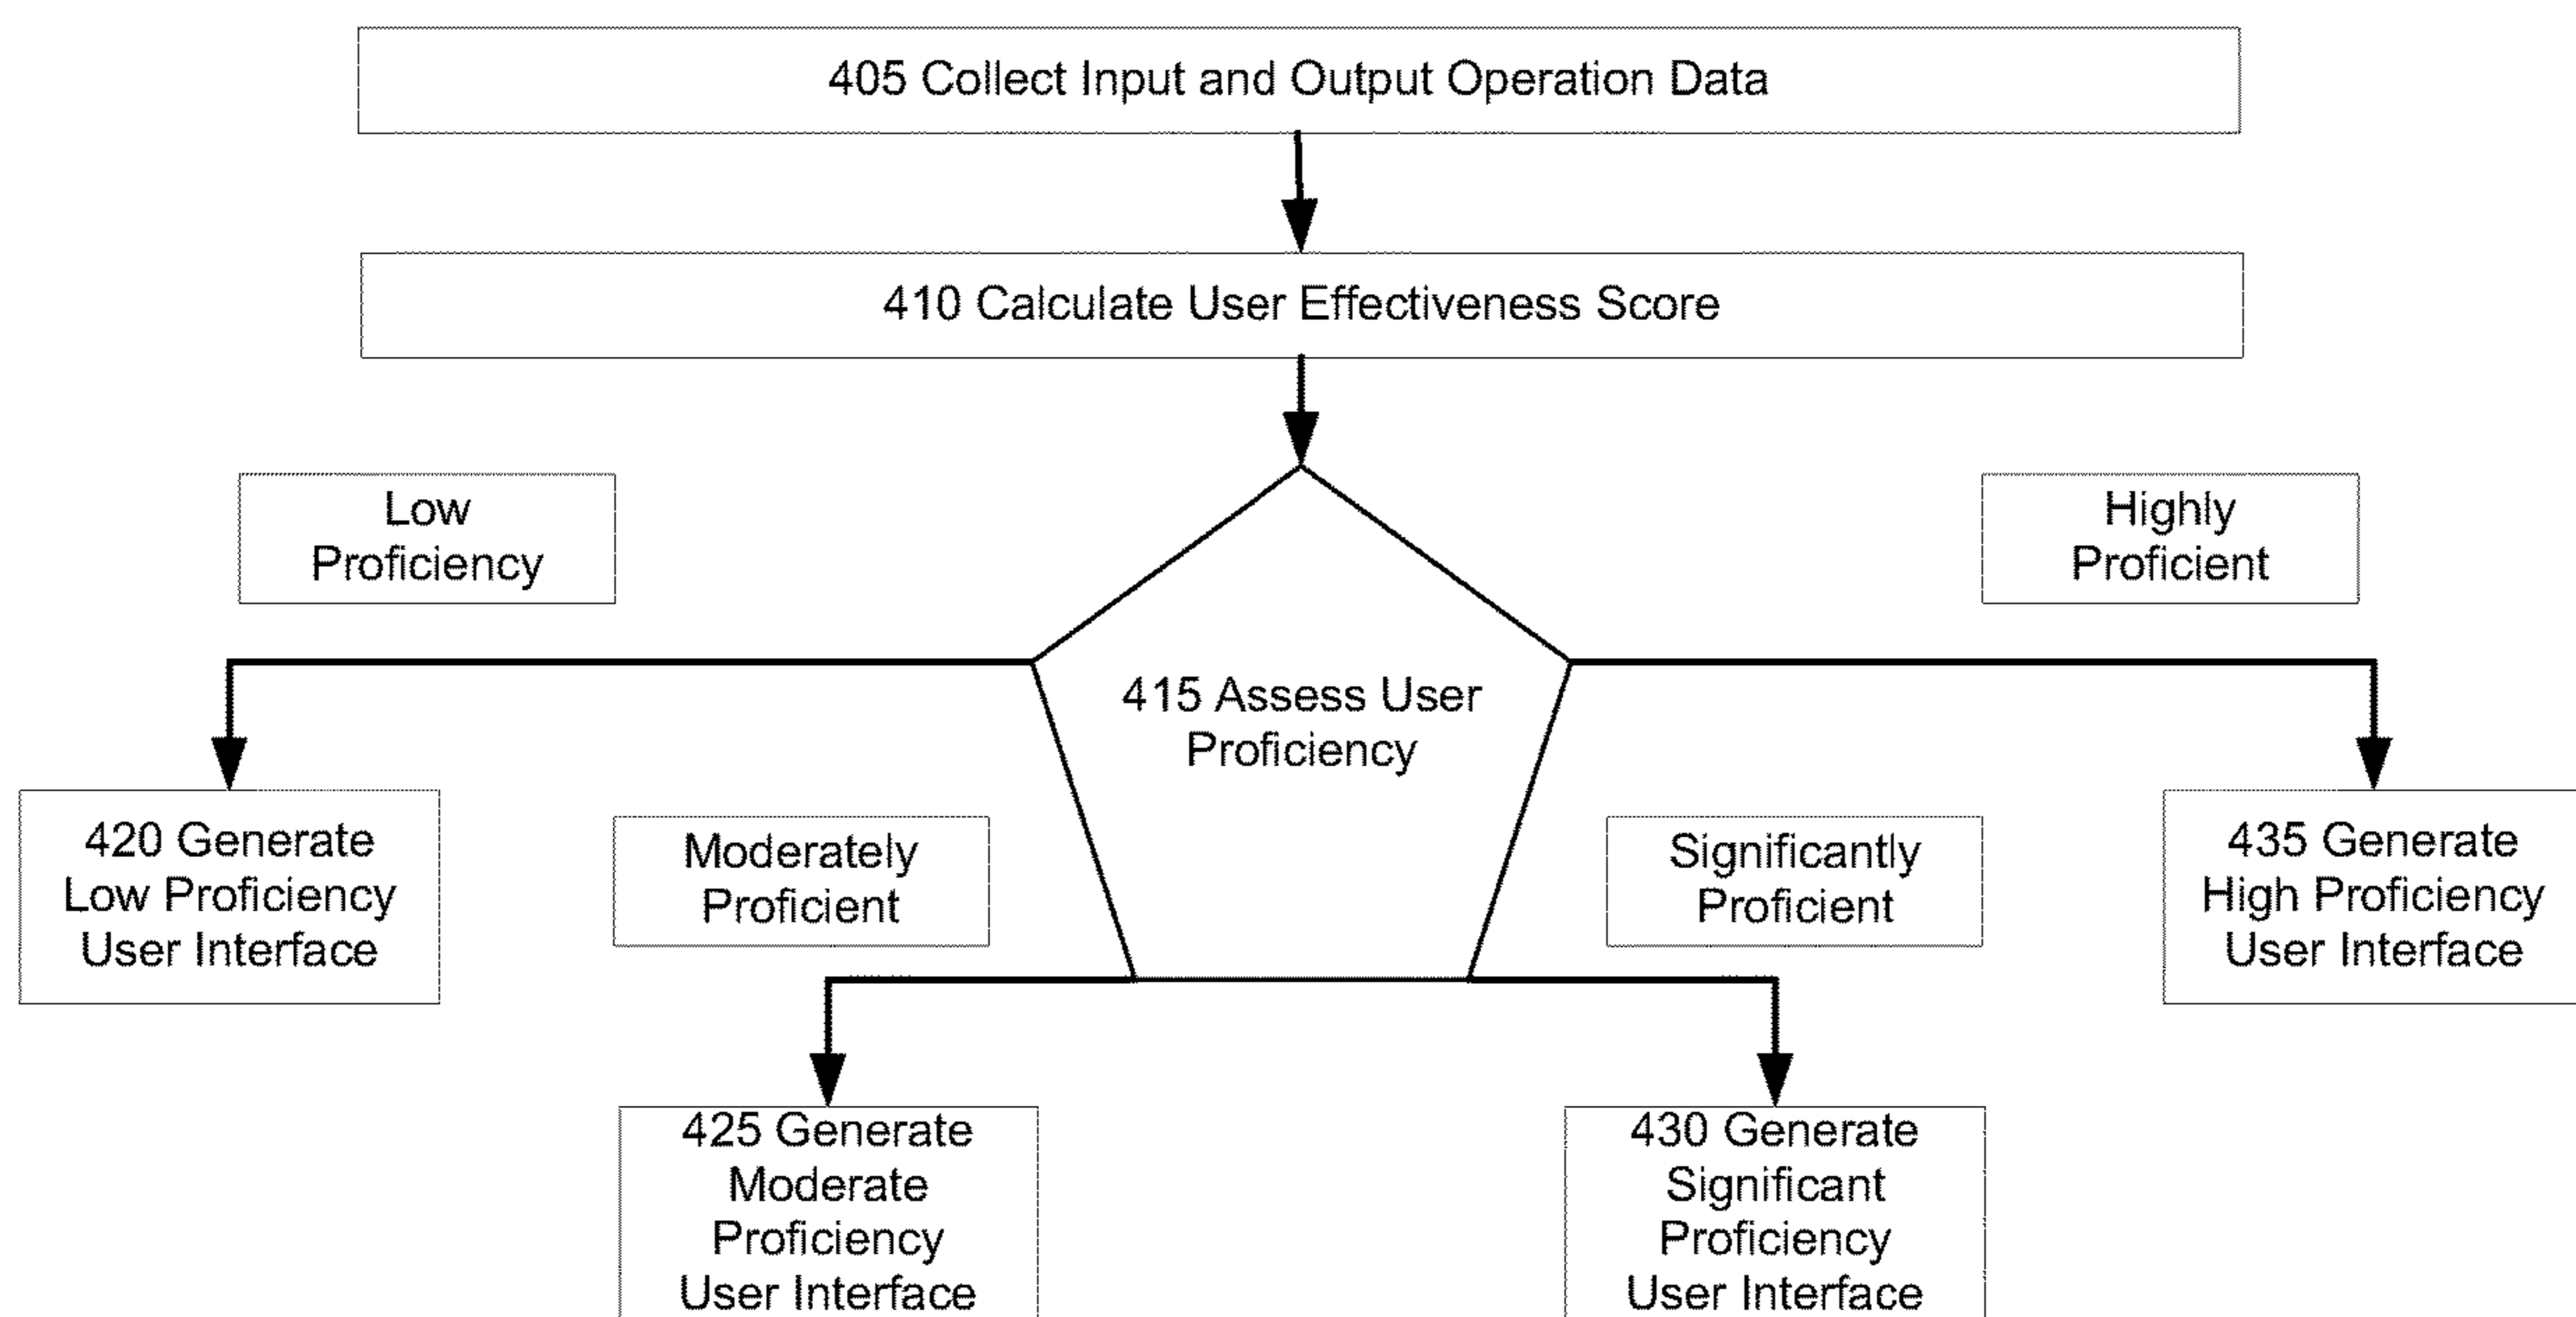 405 Collect Input and Output Operation Data
410 Calculate User Effectiveness Score
Low
Proficiency
Highly
Proficient
415 Assess User
Proficiency
420 Generate
Low Proficiency
User Interface
Moderately
Proficient
Significantly
Proficient
435 Generate
High Proficiency
User Interface
425 Generate
Moderate
Proficiency
User Interface
430 Generate
Significant
Proficiency
User Interface